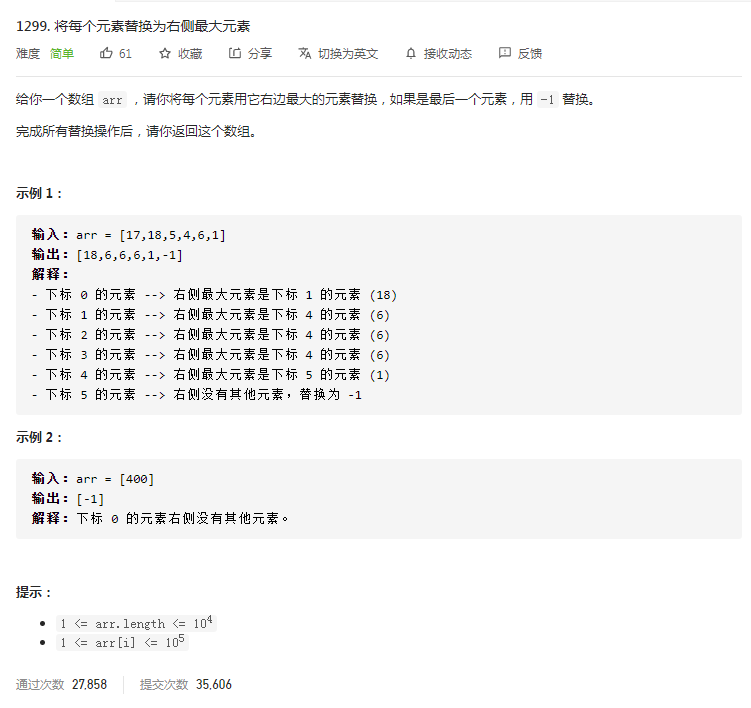 1299. 将每个元素替换为右侧最大元素
难度 简单 61 收藏 分享 切换为英文 接收动态 反馈
给你一个数组 arr ，请你将每个元素用它右边最大的元素替换，如果是最后一个元素，用 -1 替换。
完成所有替换操作后，请你返回这个数组。
示例 1：
输入：arr = [17,18,5,4,6,1]
输出：[18,6,6,6,1,-1]
解释：
- 下标 0 的元素 --> 右侧最大元素是下标 1 的元素 (18)
- 下标 1 的元素 --> 右侧最大元素是下标 4 的元素 (6)
- 下标 2 的元素 --> 右侧最大元素是下标 4 的元素 (6)
- 下标 3 的元素 --> 右侧最大元素是下标 4 的元素 (6)
- 下标 4 的元素 --> 右侧最大元素是下标 5 的元素 (1)
- 下标 5 的元素 --> 右侧没有其他元素，替换为 -1
示例 2：
输入：arr = [400]
输出：[-1]
解释：下标 0 的元素右侧没有其他元素。
提示：
• 1 <= arr.length <= 10⁴
• 1 <= arr[i] <= 10⁵
通过次数 27,858 提交次数 35,606